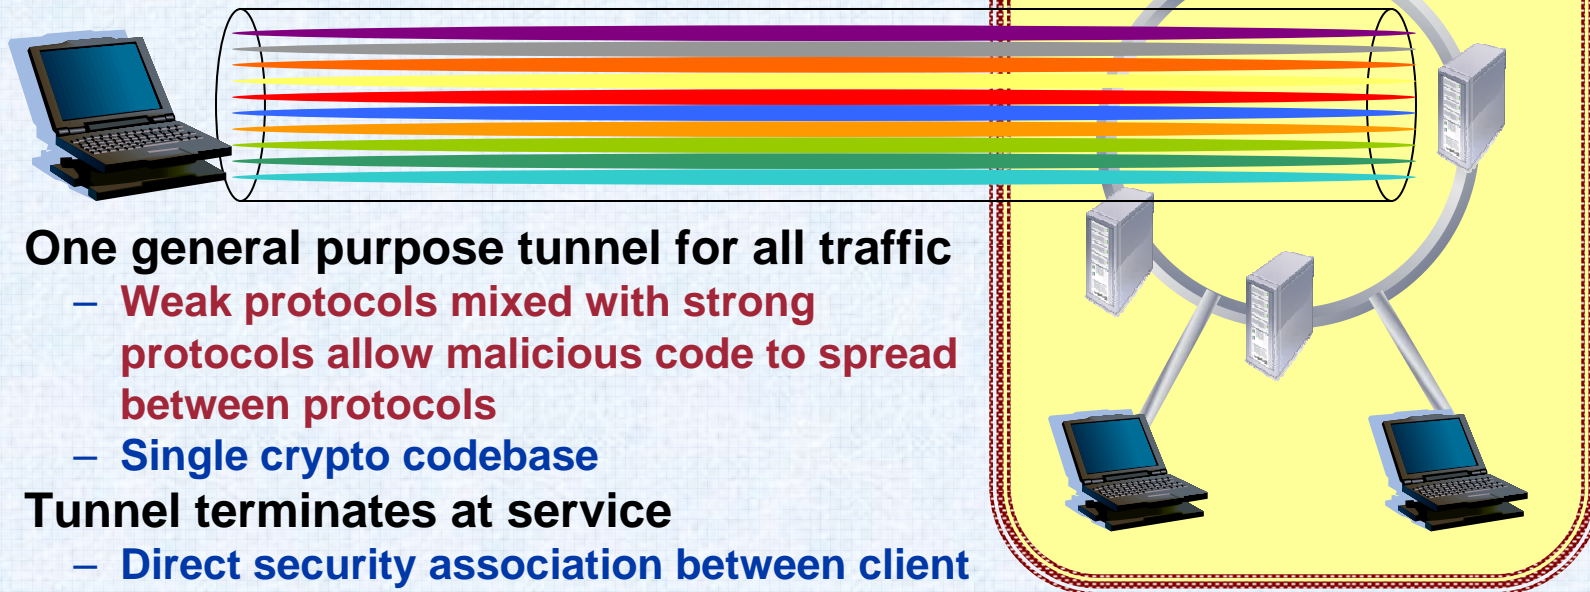 One general purpose tunnel for all traffic
– Weak protocols mixed with strong
protocols allow malicious code to spread
between protocols
– Single crypto codebase
Tunnel terminates at service
– Direct security association between client